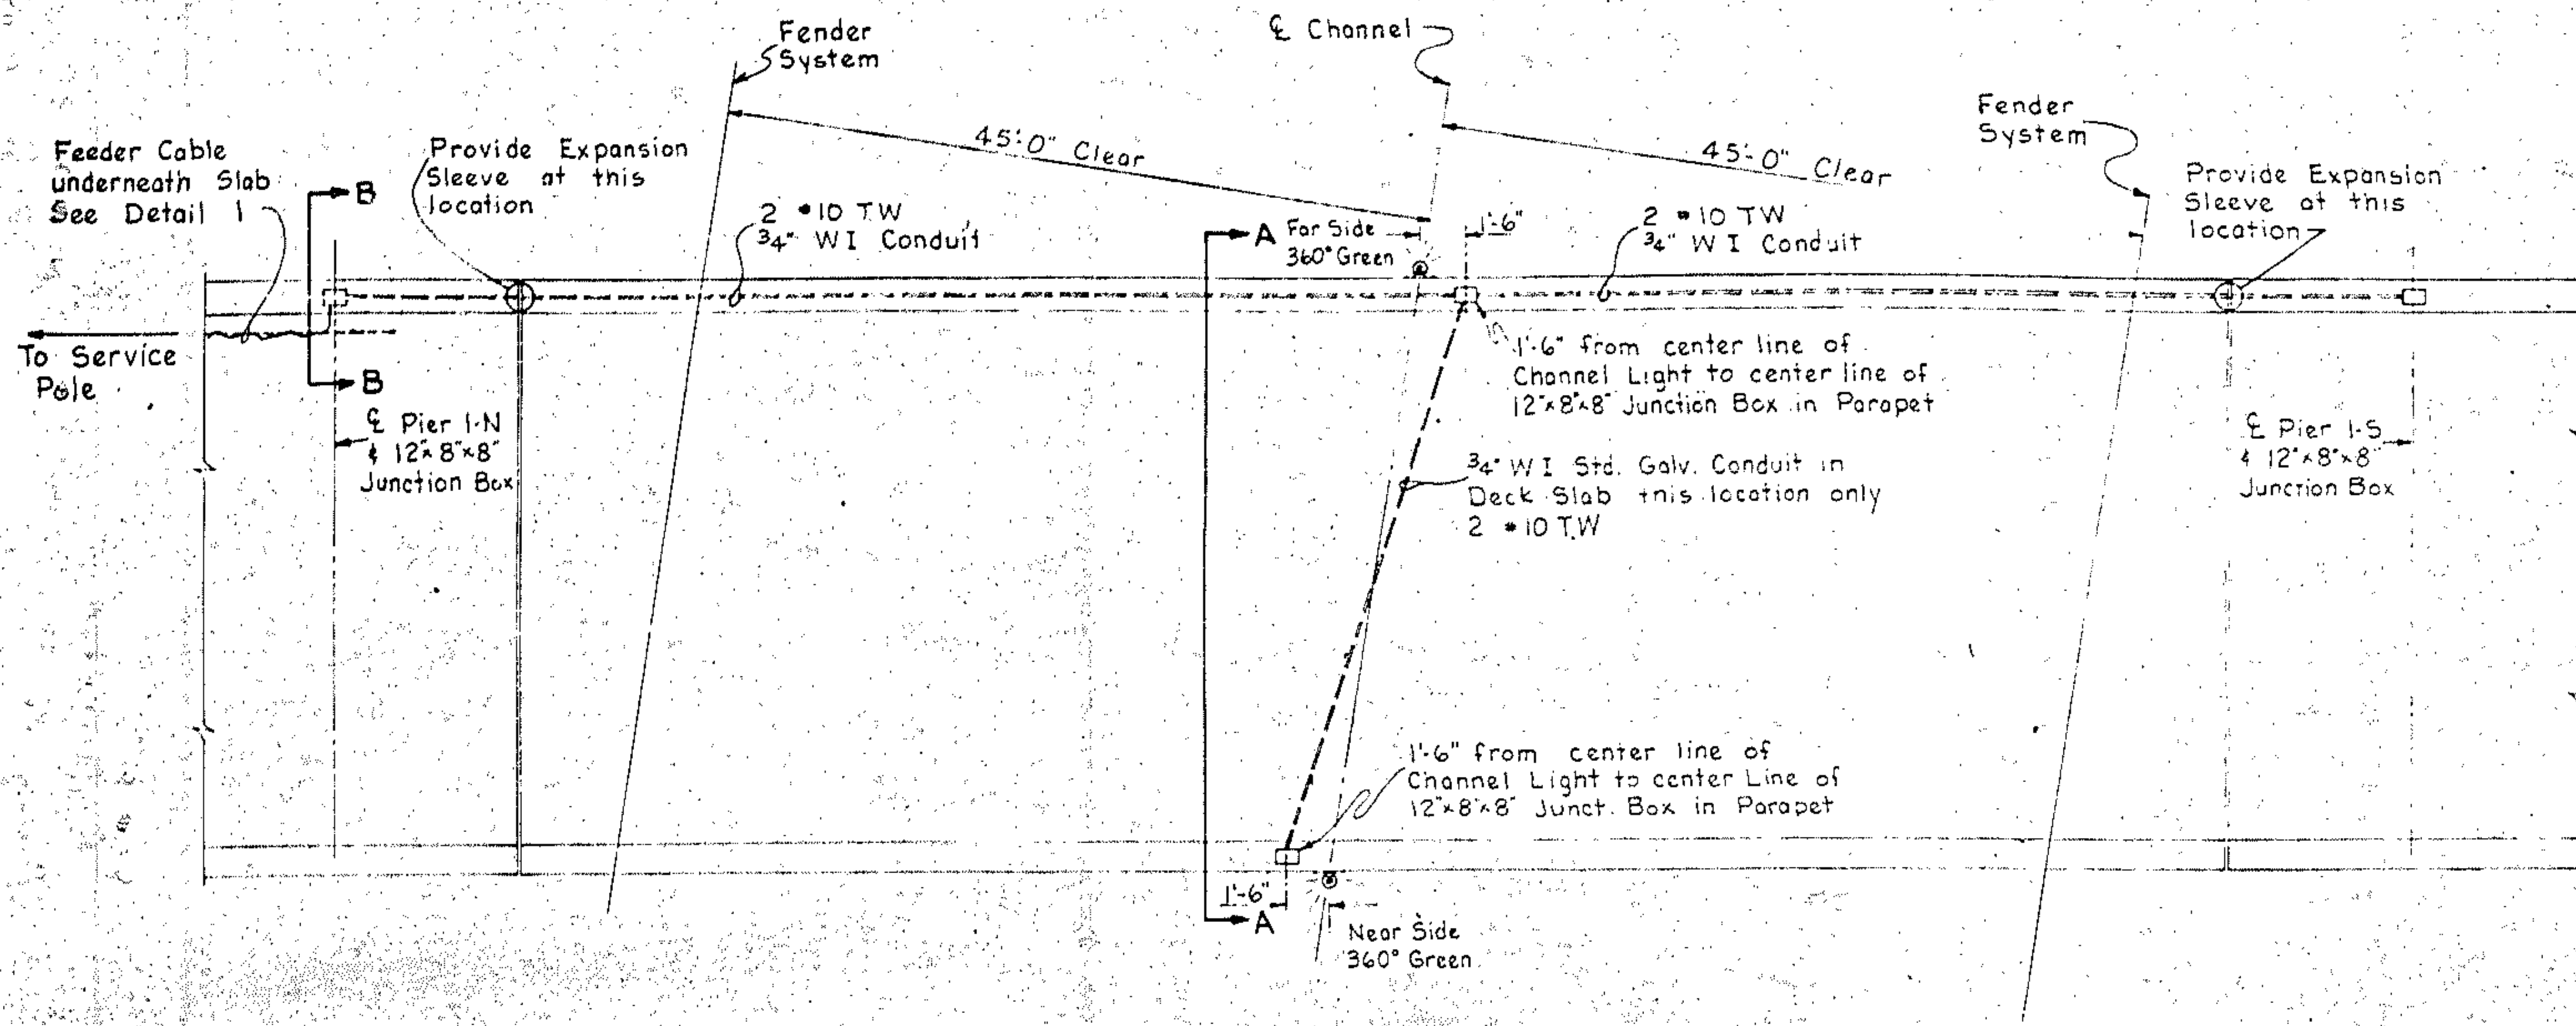 Fender
System
℄ Channel
Fender
System
45'-0" Clear
45'-0" Clear
Feeder Cable
underneath Slab
See Detail 1
B
Provide Expansion
Sleeve at this
location
2 #10 TW
3/4" WI Conduit
A
Far Side
360° Green
1'-6"
2 #10 TW
3/4" WI Conduit
Provide Expansion
Sleeve at this
location
To Service
Pole
B
℄ Pier 1-N
& 12"x8"x8"
Junction Box
1'-6" from center line of
Channel Light to center line of
12"x8"x8" Junction Box in Parapet
℄ Pier 1-S
& 12"x8"x8"
Junction Box
3/4" WI Std. Galv. Conduit in
Deck Slab this location only
2 #10 T.W
1'-6" from center line of
Channel Light to center Line of
12"x8"x8" Junct. Box in Parapet
1'-6"
A
Near Side
360° Green